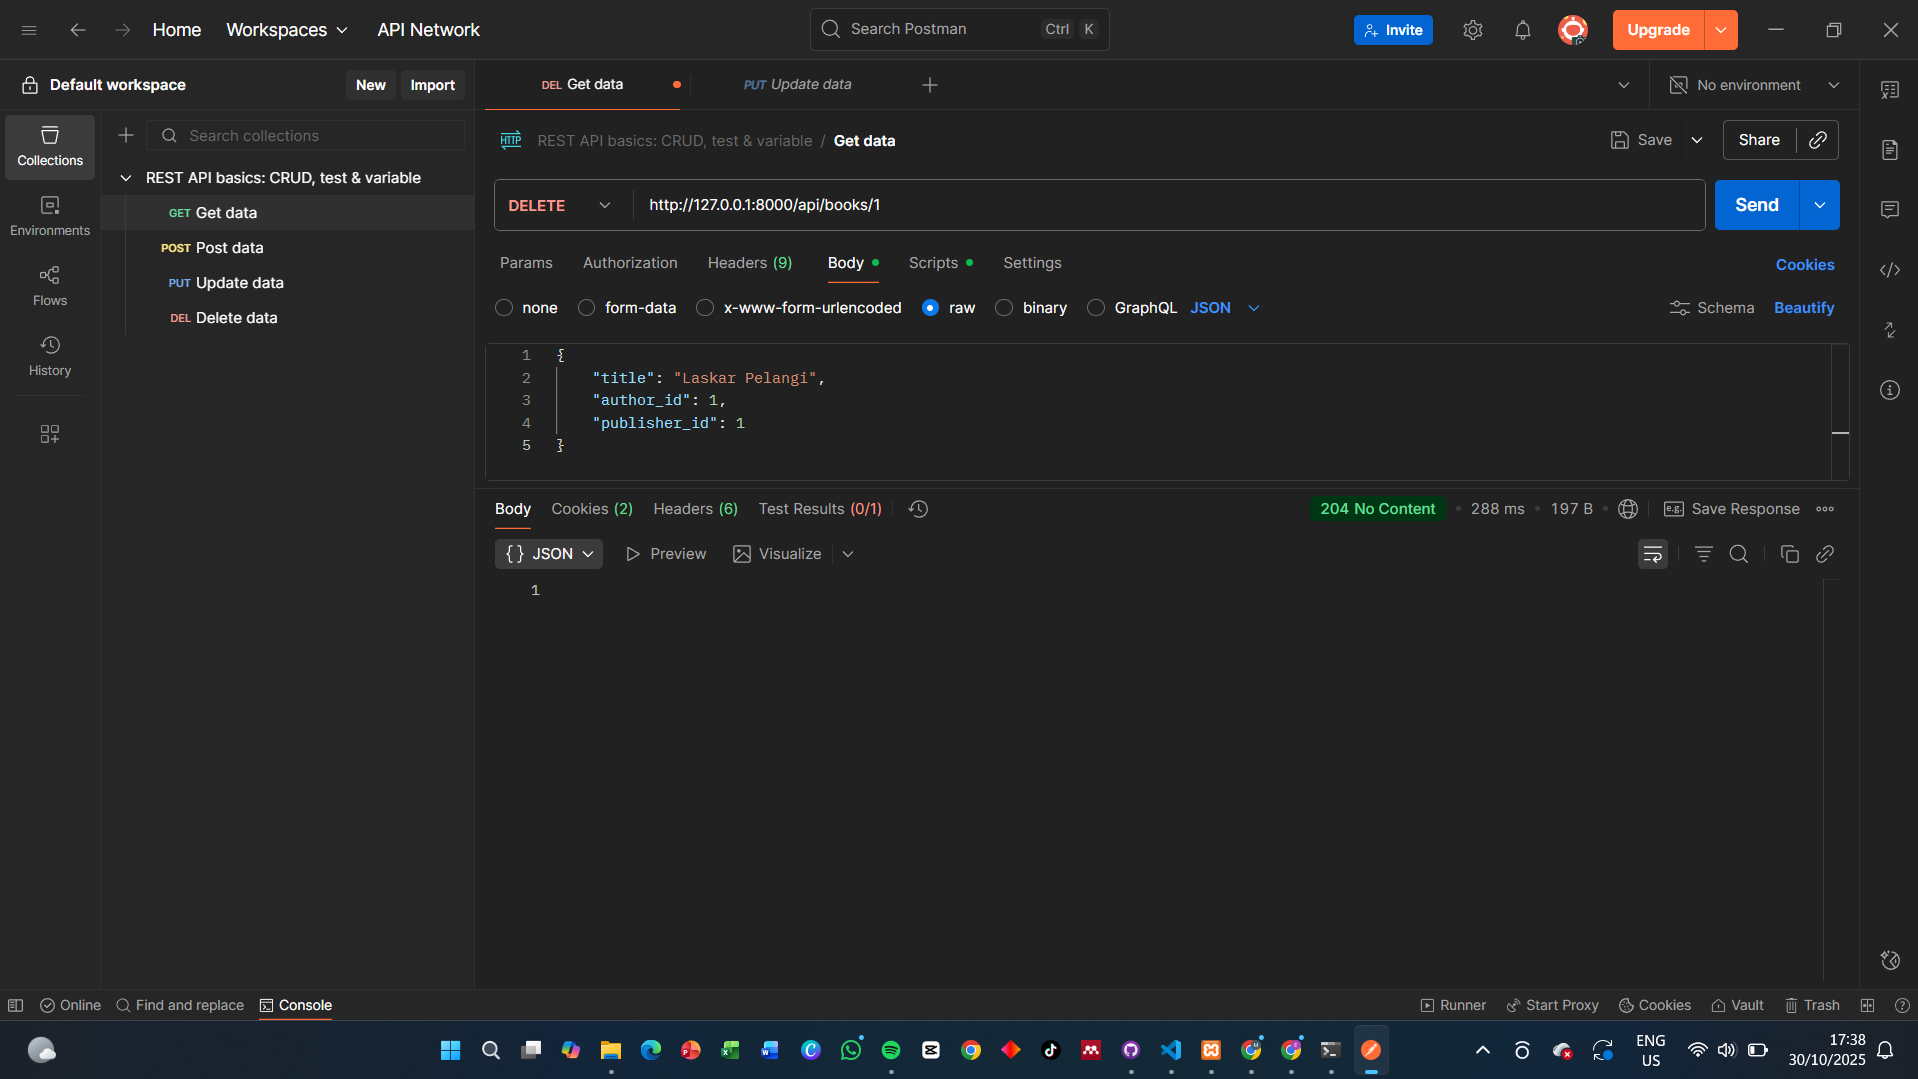 Home
Workspaces
API Network
Search Postman
Ctrl K
Invite
Upgrade
Default workspace
New
Import
DEL Get data
PUT Update data
No environment
Collections
Search collections
REST API basics: CRUD, test & variable
GET Get data
POST Post data
PUT Update data
DEL Delete data
Environments
Flows
History
HTTP
REST API basics: CRUD, test & variable / Get data
Save
Share
DELETE
http://127.0.0.1:8000/api/books/1
Send
Params
Authorization
Headers (9)
Body
Scripts
Settings
Cookies
none
form-data
x-www-form-urlencoded
raw
binary
GraphQL
JSON
Schema
Beautify
1 {
2 "title": "Laskar Pelangi",
3 "author_id": 1,
4 "publisher_id": 1
5 }
Body
Cookies (2)
Headers (6)
Test Results (0/1)
204 No Content
288 ms
197 B
e.g. Save Response
{} JSON
Preview
Visualize
1
Online
Find and replace
Console
Runner
Start Proxy
Cookies
Vault
Trash
ENG
US
17:38
30/10/2025